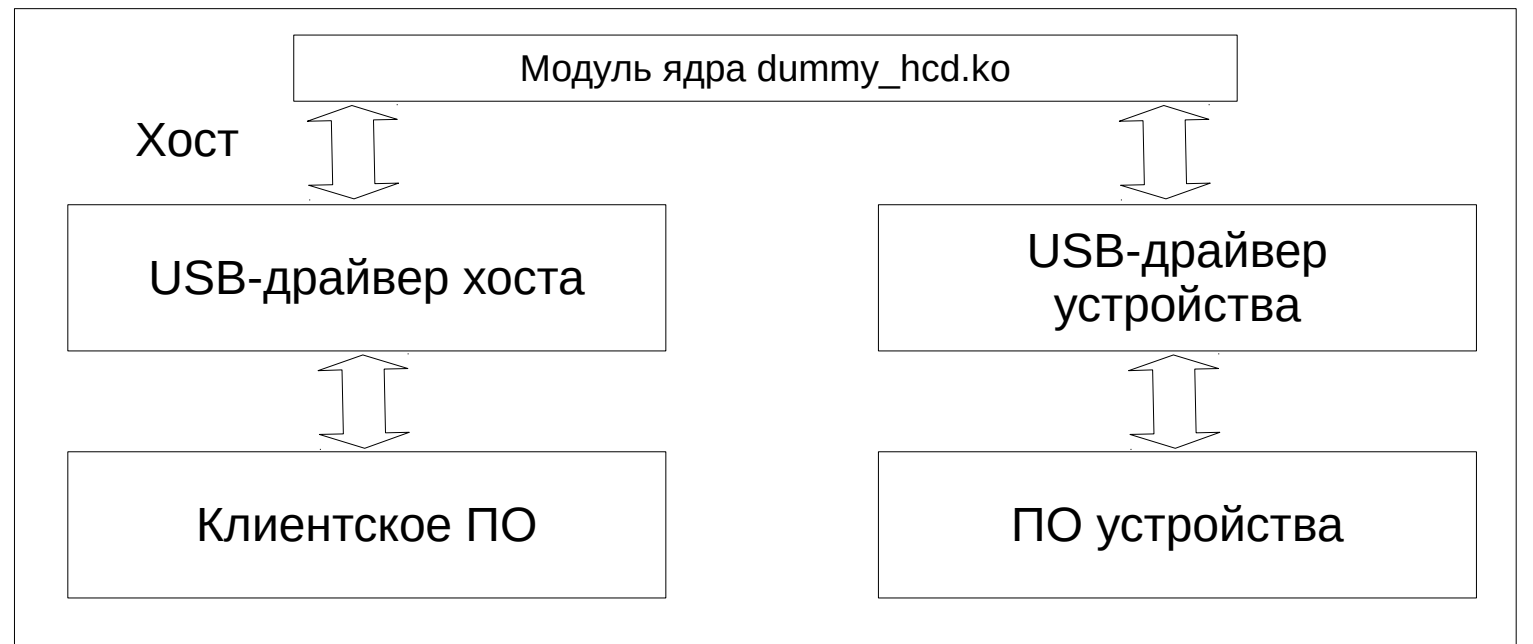 Модуль ядра dummy_hcd.ko
Хост
USB-драйвер хоста
USB-драйвер
устройства
Клиентское ПО
ПО устройства